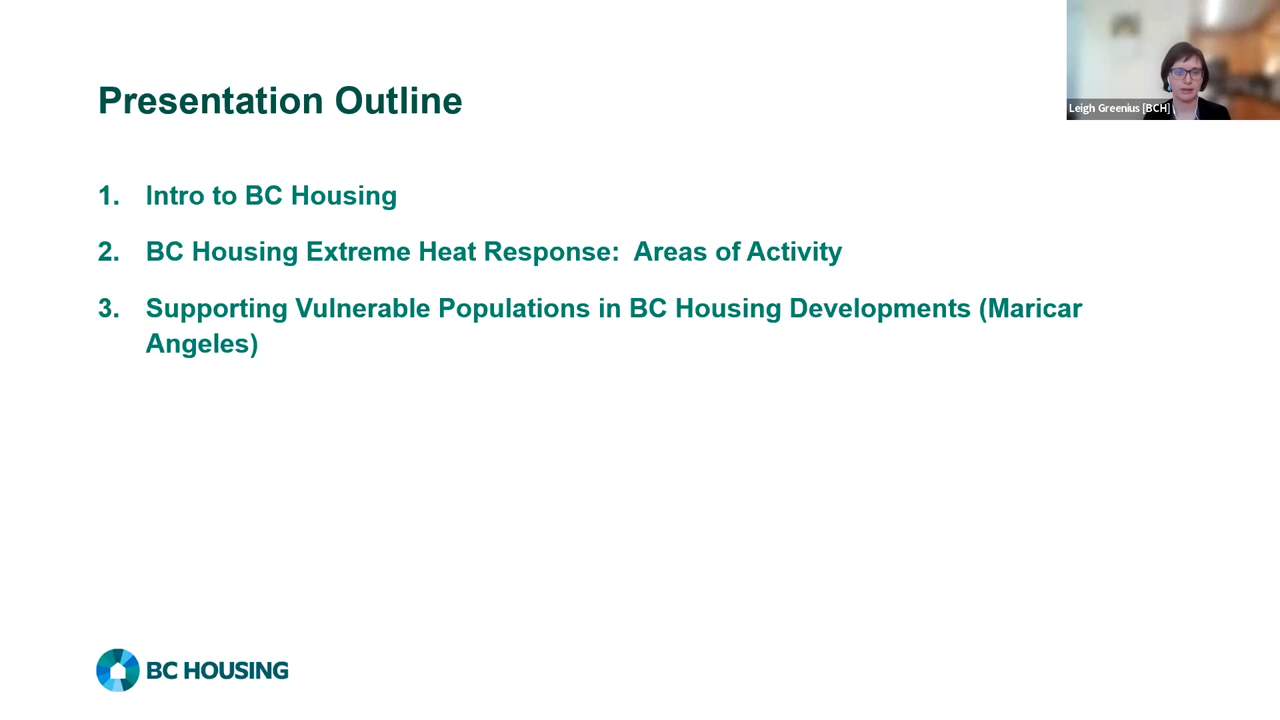 Presentation Outline
Leigh Greenius [BCH]
1. Intro to BC Housing
2. BC Housing Extreme Heat Response:  Areas of Activity
3. Supporting Vulnerable Populations in BC Housing Developments (Maricar
Angeles)
BC HOUSING